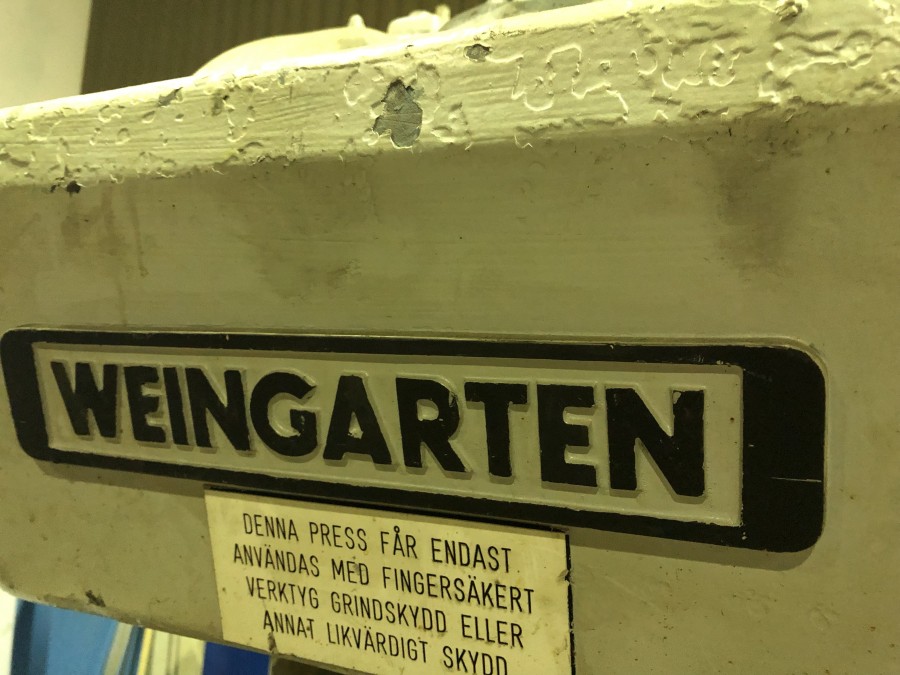 WEINGARTEN
DENNA PRESS FÅR ENDAST
ANVÄNDAS MED FINGERSÄKERT
VERKTYG GRINDSKYDD ELLER
ANNAT LIKVÄRDIGT SKYDD